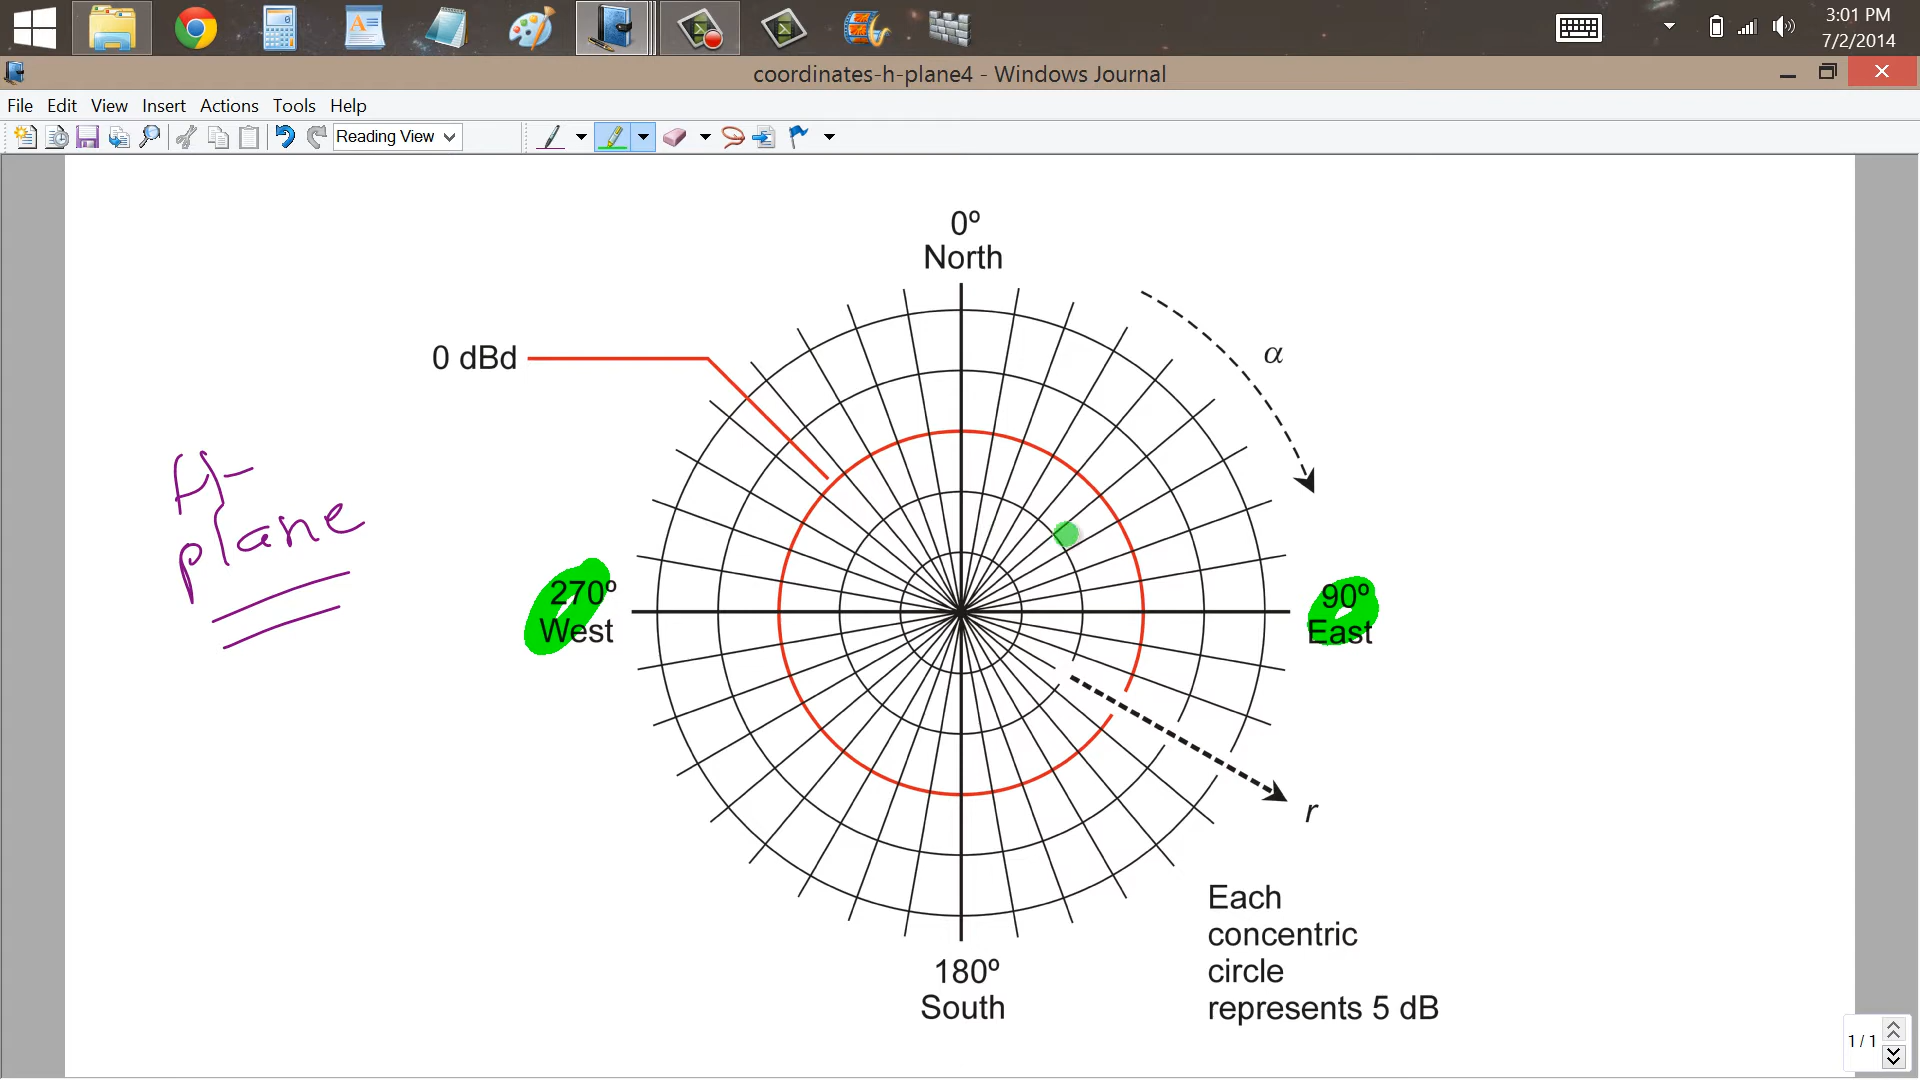 3:01 PM
7/2/2014
coordinates-h-plane4 - Windows Journal
File Edit View Insert Actions Tools Help
Reading View
0º
North
α
0 dBd
H-
plane
270º
West
90º
East
r
Each
concentric
circle
represents 5 dB
180º
South
1 / 1